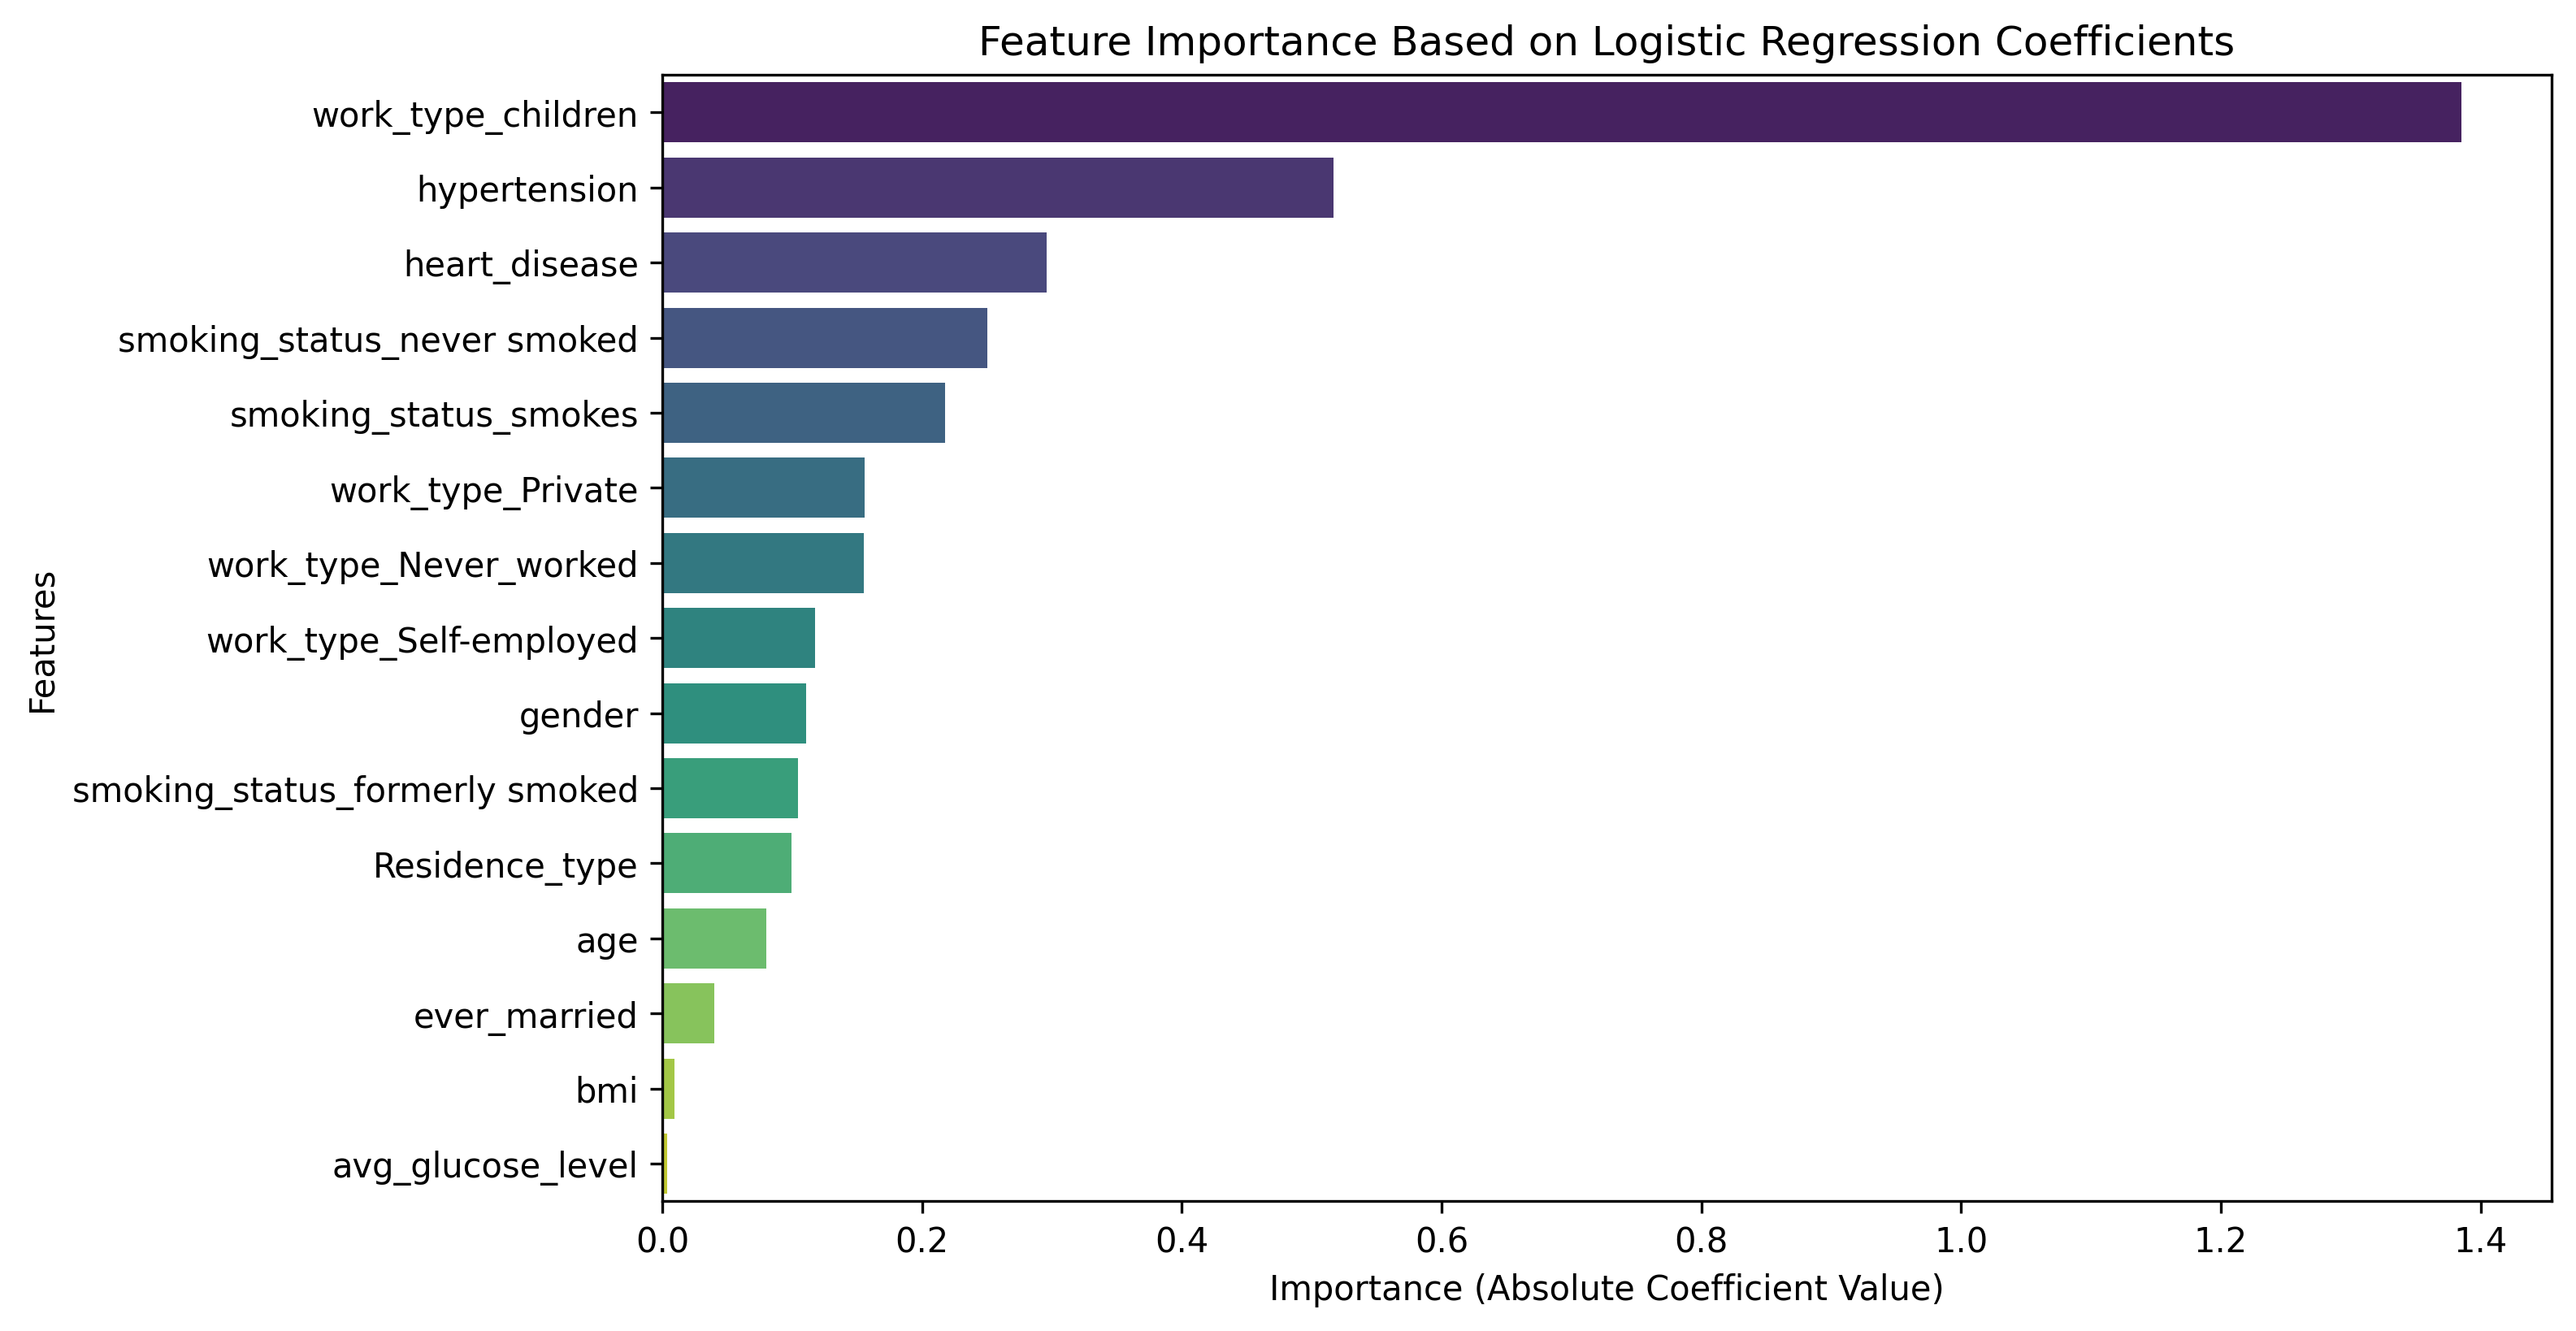 Feature Importance Based on Logistic Regression Coefficients
work_type_children
hypertension
heart_disease
smoking_status_never smoked
smoking_status_smokes
work_type_Private
work_type_Never_worked
work_type_Self-employed
gender
smoking_status_formerly smoked
Residence_type
age
ever_married
bmi
avg_glucose_level
Features
0.0 0.2 0.4 0.6 0.8 1.0 1.2 1.4
Importance (Absolute Coefficient Value)